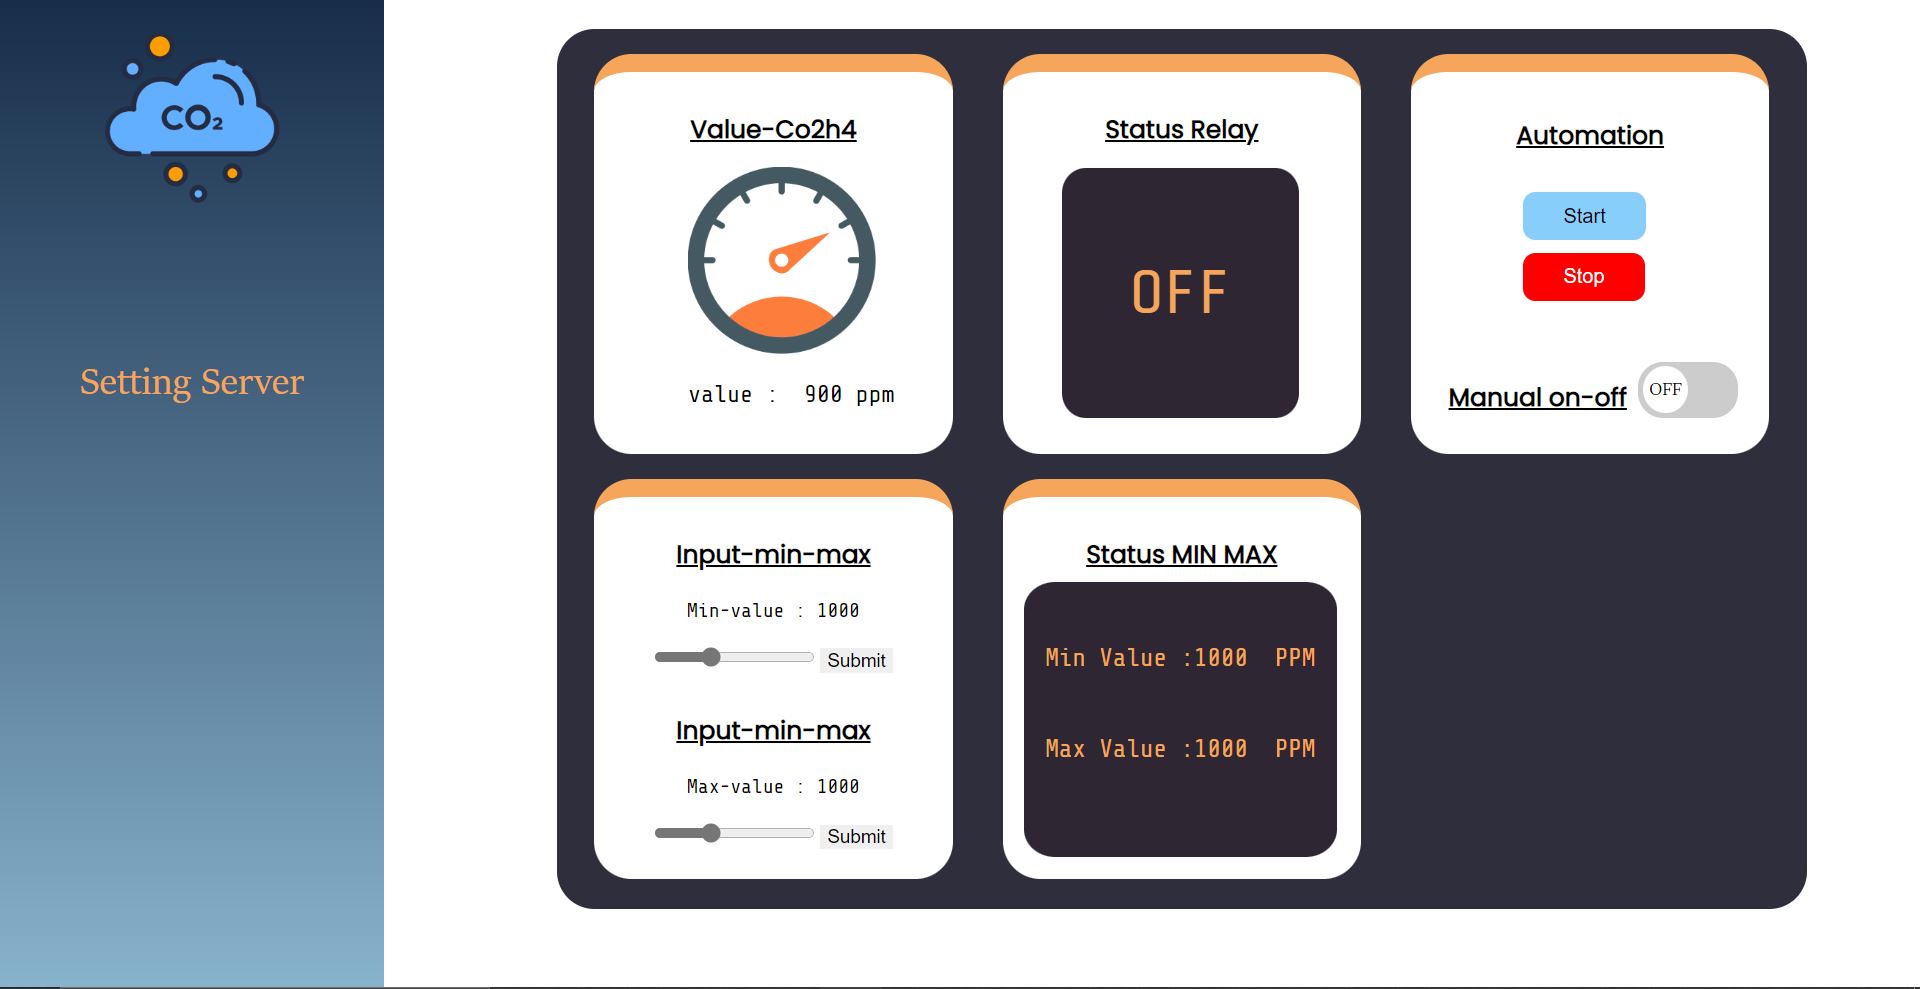 CO₂
Setting Server
Value-Co2h4
value : 900 ppm
Status Relay
OFF
Automation
Start
Stop
Manual on-off OFF
Input-min-max
Min-value : 1000
Submit
Input-min-max
Max-value : 1000
Submit
Status MIN MAX
Min Value :1000 PPM
Max Value :1000 PPM